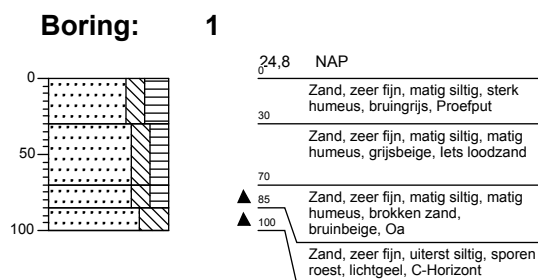 Boring: 1
24,8 NAP
0
0
Zand, zeer fijn, matig siltig, sterk
humeus, bruingrijs, Proefput
30
Zand, zeer fijn, matig siltig, matig
humeus, grijsbeige, Iets loodzand
50
70
Zand, zeer fijn, matig siltig, matig
humeus, brokken zand,
bruinbeige, Oa
85
100
100
Zand, zeer fijn, uiterst siltig, sporen
roest, lichtgeel, C-Horizont